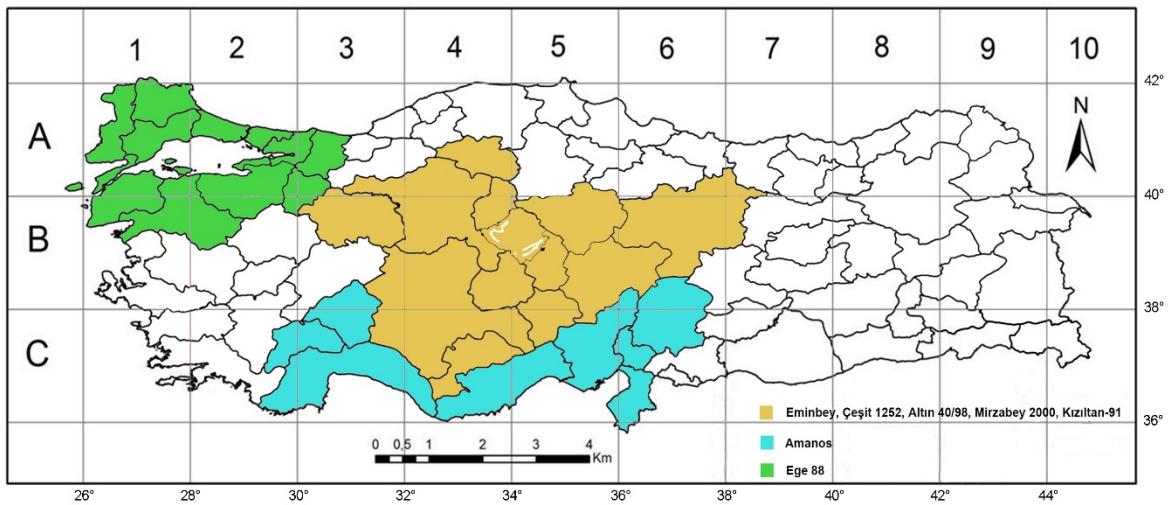 1 2 3 4 5 6 7 8 9 10
42°
A
N
40°
B
38°
C
Eminbey, Çeşit 1252, Altın 40/98, Mirzabey 2000, Kızıltan-91
36°
Amanos
0 0,5 1 2 3 4
Km
Ege 88
26° 28° 30° 32° 34° 36° 38° 40° 42° 44°